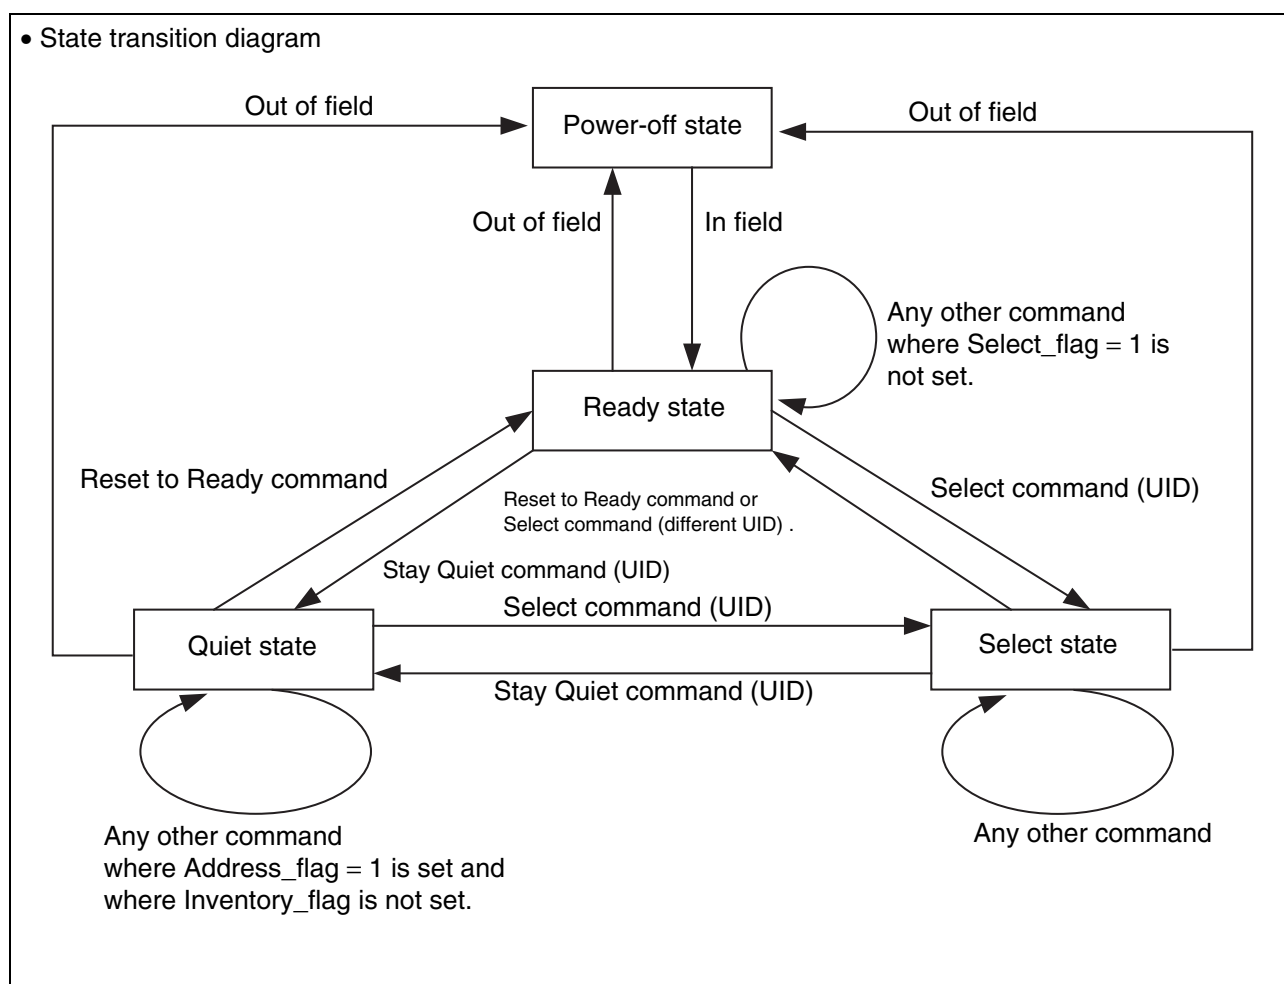 • State transition diagram
Out of field
Power-off state
Out of field
Out of field
In field
Any other command
where Select_flag = 1 is
not set.
Ready state
Reset to Ready command
Select command (UID)
Reset to Ready command or
Select command (different UID) .
Stay Quiet command (UID)
Select command (UID)
Quiet state
Select state
Stay Quiet command (UID)
Any other command
where Address_flag = 1 is set and
where Inventory_flag is not set.
Any other command